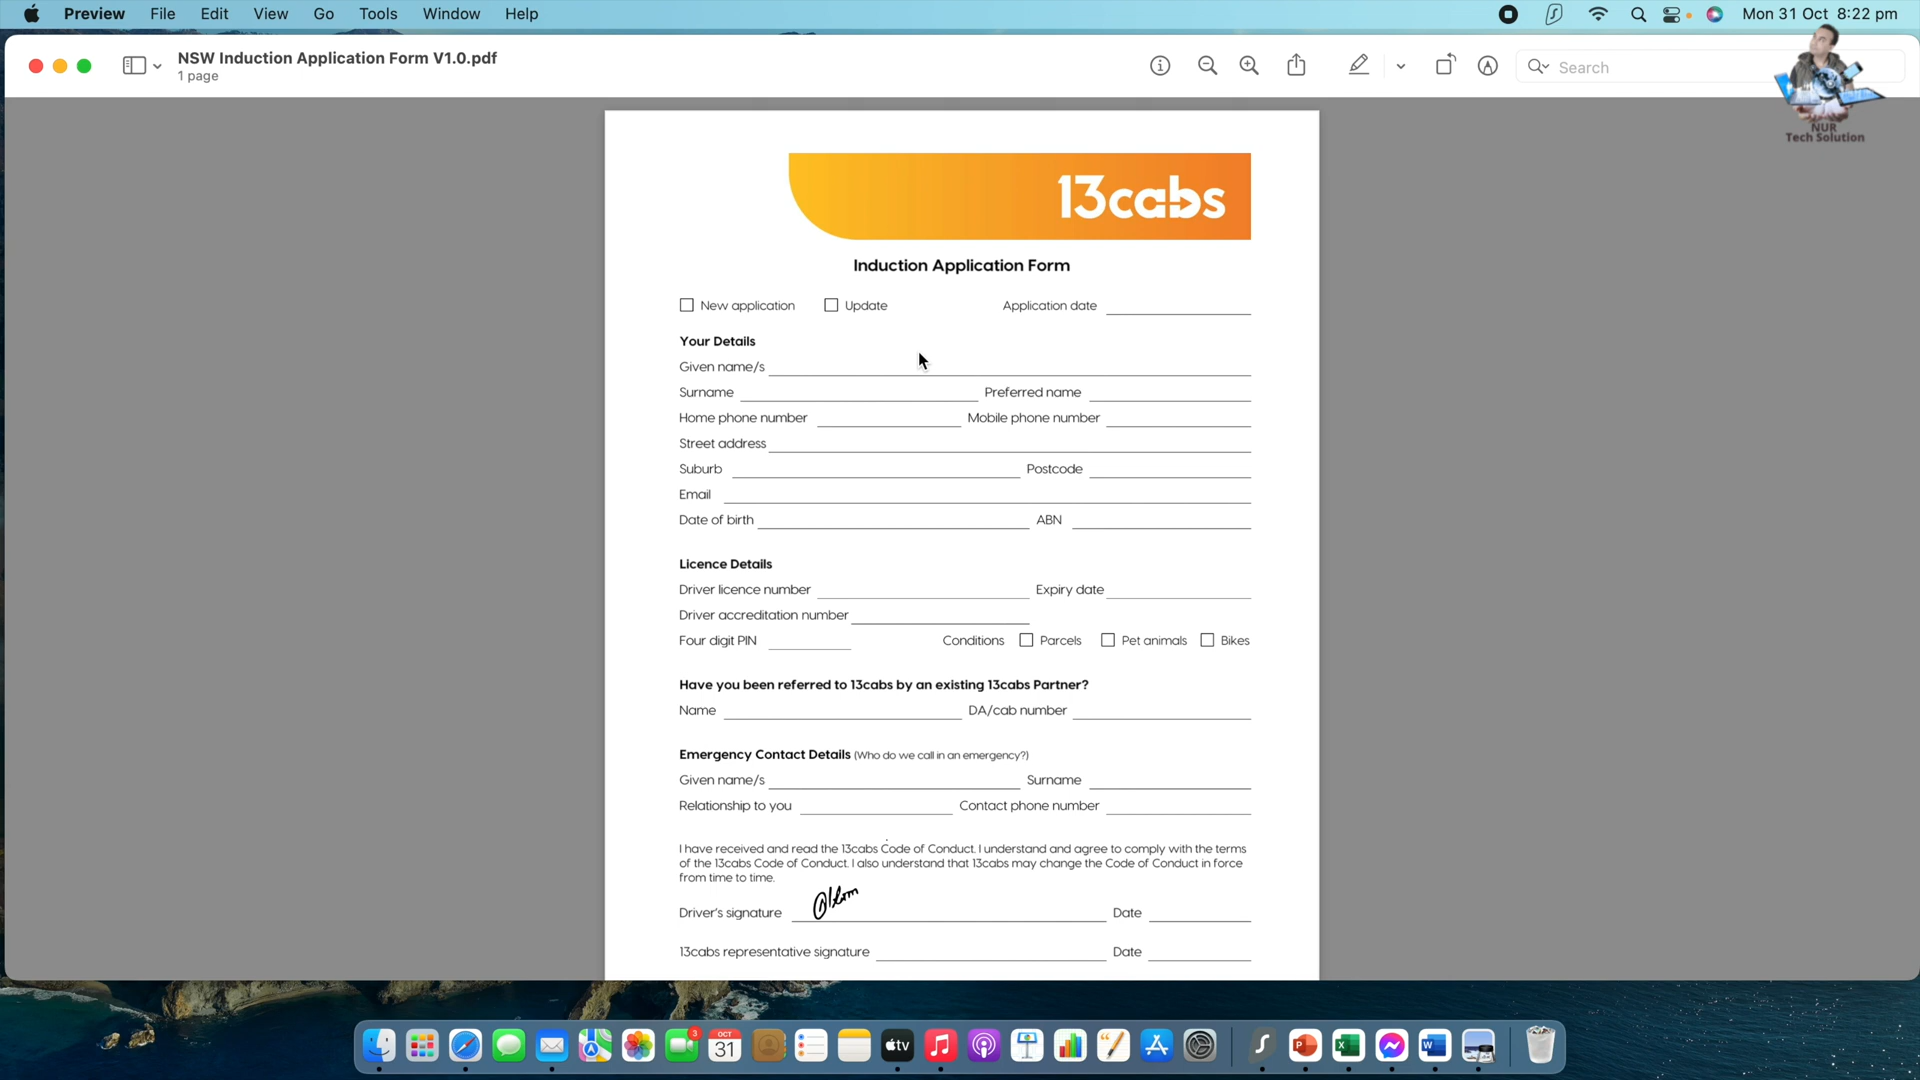 Preview File Edit View Go Tools Window Help Mon 31 Oct 8:22 pm
NSW Induction Application Form V1.0.pdf
1 page
Search
NUR
Tech Solution
13cabs
Induction Application Form
New application Update Application date
Your Details
Given name/s
Surname Preferred name
Home phone number Mobile phone number
Street address
Suburb Postcode
Email
Date of birth ABN
Licence Details
Driver licence number Expiry date
Driver accreditation number
Four digit PIN Conditions Parcels Pet animals Bikes
Have you been referred to 13cabs by an existing 13cabs Partner?
Name DA/cab number
Emergency Contact Details (Who do we call in an emergency?)
Given name/s Surname
Relationship to you Contact phone number
I have received and read the 13cabs Code of Conduct. I understand and agree to comply with the terms
of the 13cabs Code of Conduct. I also understand that 13cabs may change the Code of Conduct in force
from time to time.
Driver's signature Date
13cabs representative signature Date
3
OCT
31
tv